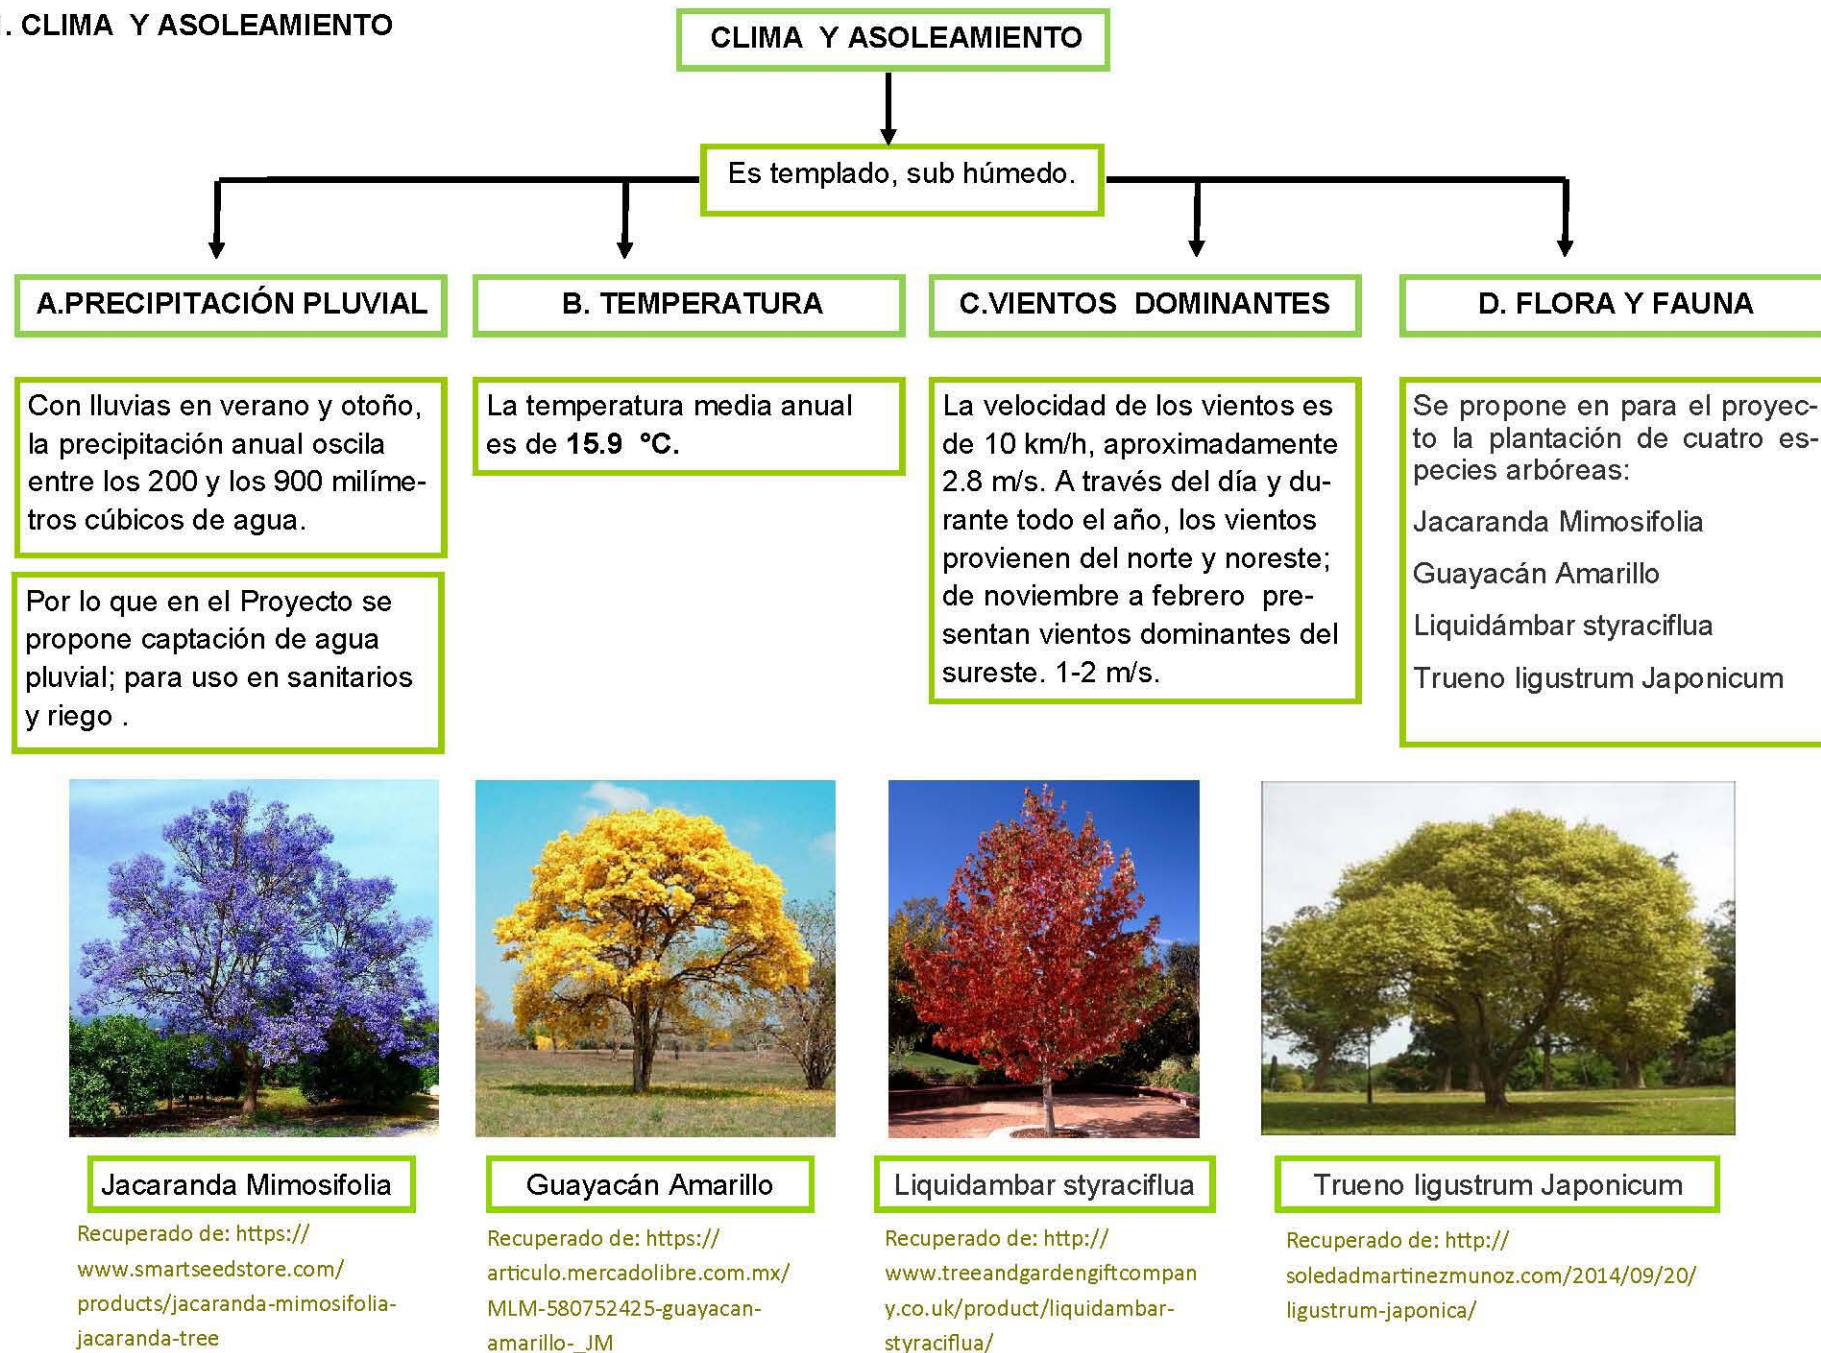 1. CLIMA Y ASOLEAMIENTO
CLIMA Y ASOLEAMIENTO
Es templado, sub húmedo.
A.PRECIPITACIÓN PLUVIAL
Con lluvias en verano y otoño,
la precipitación anual oscila
entre los 200 y los 900 milíme-
tros cúbicos de agua.
Por lo que en el Proyecto se
propone captación de agua
pluvial; para uso en sanitarios
y riego .
B. TEMPERATURA
La temperatura media anual
es de 15.9 °C.
C.VIENTOS DOMINANTES
La velocidad de los vientos es
de 10 km/h, aproximadamente
2.8 m/s. A través del día y du-
rante todo el año, los vientos
provienen del norte y noreste;
de noviembre a febrero pre-
sentan vientos dominantes del
sureste. 1-2 m/s.
D. FLORA Y FAUNA
Se propone en para el proyec-
to la plantación de cuatro es-
pecies arbóreas:
Jacaranda Mimosifolia
Guayacán Amarillo
Liquidámbar styraciflua
Trueno ligustrum Japonicum
Jacaranda Mimosifolia
Recuperado de: https://
www.smartseedstore.com/
products/jacaranda-mimosifolia-
jacaranda-tree
Guayacán Amarillo
Recuperado de: https://
articulo.mercadolibre.com.mx/
MLM-580752425-guayacan-
amarillo-_JM
Liquidambar styraciflua
Recuperado de: http://
www.treeandgardengiftcompan
y.co.uk/product/liquidambar-
styraciflua/
Trueno ligustrum Japonicum
Recuperado de: http://
soledadmartinezmunoz.com/2014/09/20/
ligustrum-japonica/